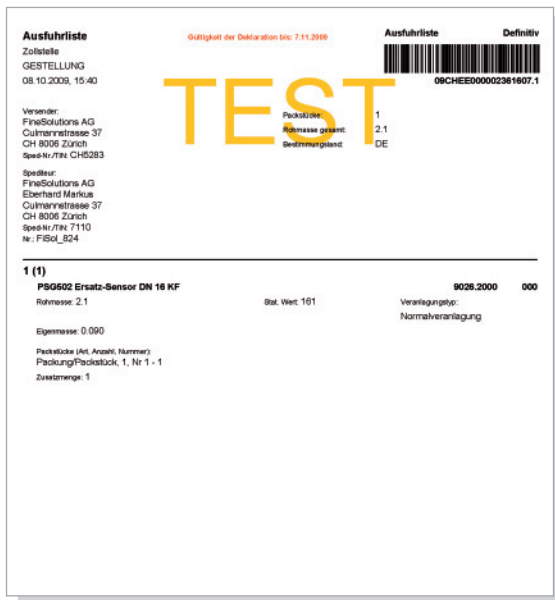 Ausfuhrliste
Zollstelle
GESTELLUNG
08.10.2009, 15:40
Gültigkeit der Deklaration bis: 7.11.2009
Ausfuhrliste Definitiv
09CHEE000002361607.1
TEST
Versender:
FineSolutions AG
Culmannstrasse 37
CH 8006 Zürich
Sped-Nr./TIN: CH5283
Packstücke: 1
Rohmasse gesamt: 2.1
Bestimmungsland: DE
Spediteur:
FineSolutions AG
Eberhard Markus
Culmannstrasse 37
CH 8006 Zürich
Sped-Nr./TIN: 7110
Nr.: FiSol_824
1 (1)
PSG502 Ersatz-Sensor DN 16 KF 9026.2000 000
Rohmasse: 2.1 Stat. Wert: 161 Veranlagungstyp:
Normalveranlagung
Eigenmasse: 0.090
Packstücke (Art, Anzahl, Nummer):
Packung/Packstück, 1, Nr 1 - 1
Zusatzmenge: 1